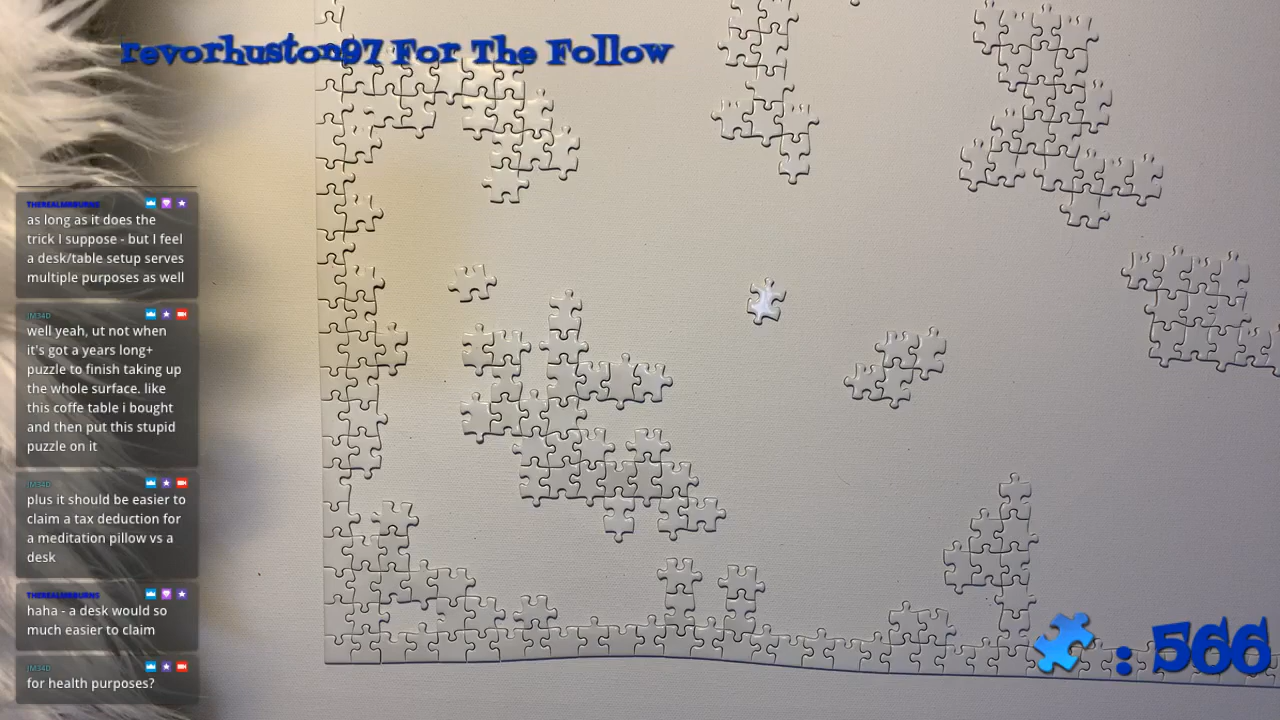 revorhuston97 For The Follow
THEREALMRBURNS
as long as it does the
trick I suppose - but I feel
a desk/table setup serves
multiple purposes as well
JM34D
well yeah, ut not when
it's got a years long+
puzzle to finish taking up
the whole surface. like
this coffe table i bought
and then put this stupid
puzzle on it
JM34D
plus it should be easier to
claim a tax deduction for
a meditation pillow vs a
desk
THEREALMRBURNS
haha - a desk would so
much easier to claim
JM34D
for health purposes?
: 566